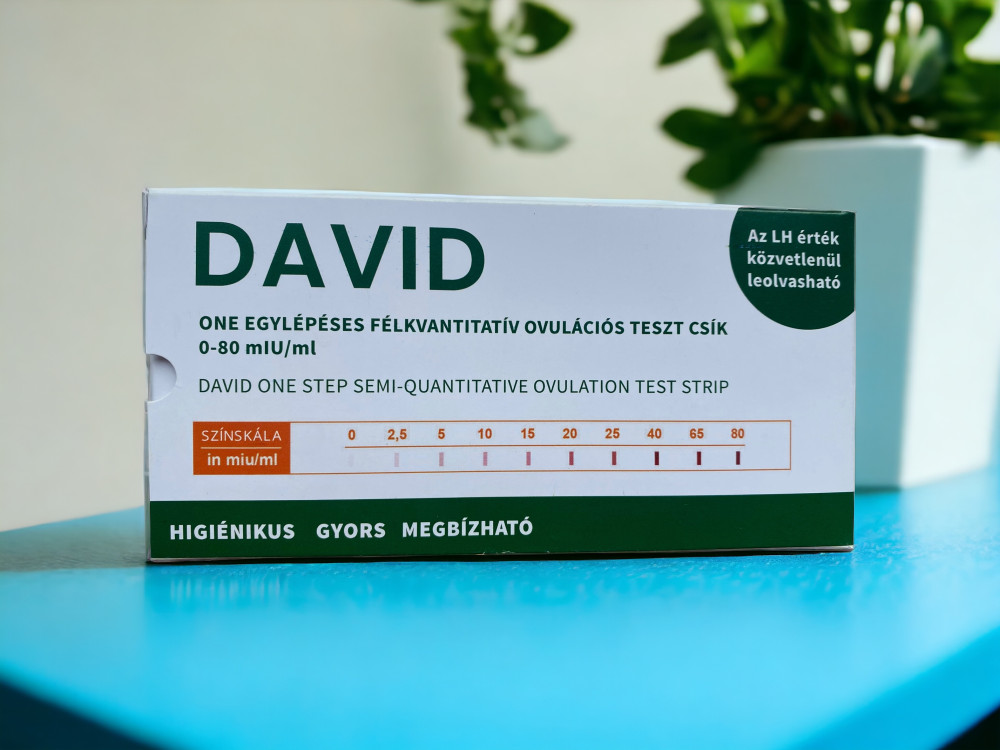 DAVID
Az LH érték
közvetlenül
leolvasható
ONE EGYLÉPÉSES FÉLKVANTITATÍV OVULÁCIÓS TESZT CSÍK
0-80 mIU/ml
DAVID ONE STEP SEMI-QUANTITATIVE OVULATION TEST STRIP
SZÍNSKÁLA 0 2,5 5 10 15 20 25 40 65 80
in miu/ml
HIGIÉNIKUS GYORS MEGBÍZHATÓ